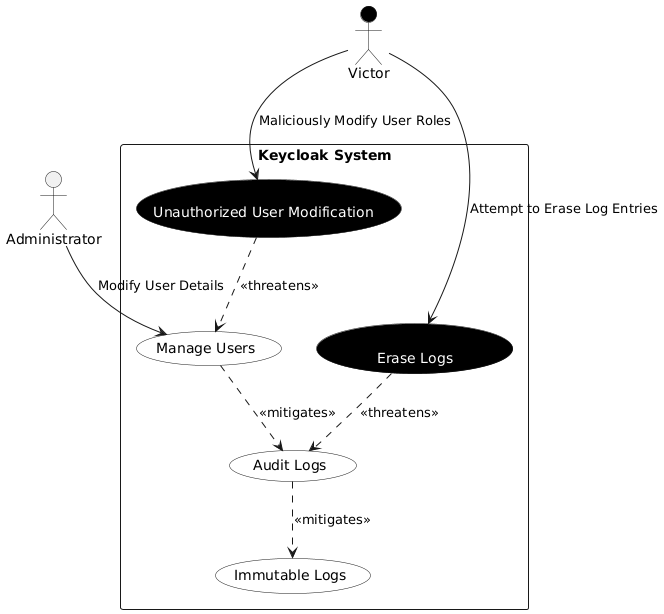 Victor
Maliciously Modify User Roles
Keycloak System
Unauthorized User Modification
Attempt to Erase Log Entries
Administrator
Modify User Details
«threatens»
Manage Users
Erase Logs
«mitigates»
«threatens»
Audit Logs
«mitigates»
Immutable Logs